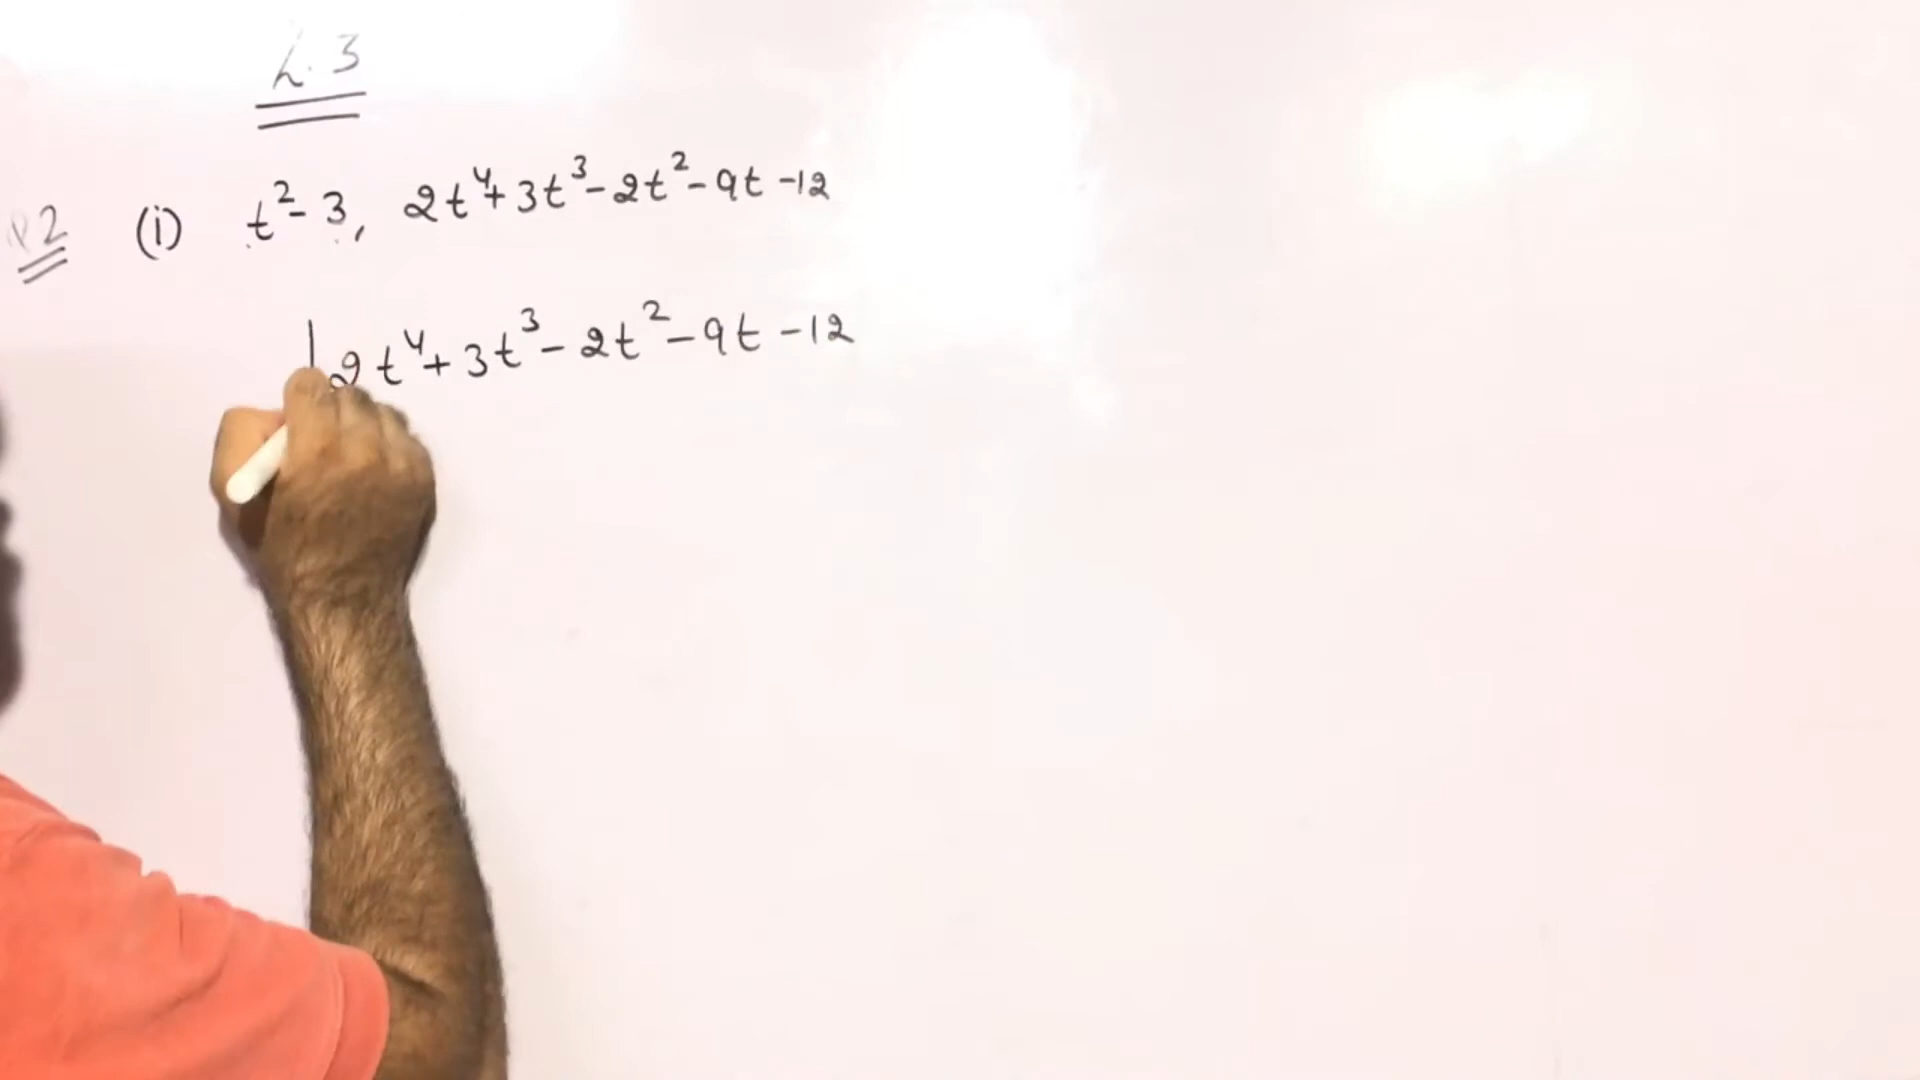 2.3
Q2 (i) t²-3, 2t⁴+3t³-2t²-9t-12
2t⁴+3t³-2t²-9t-12